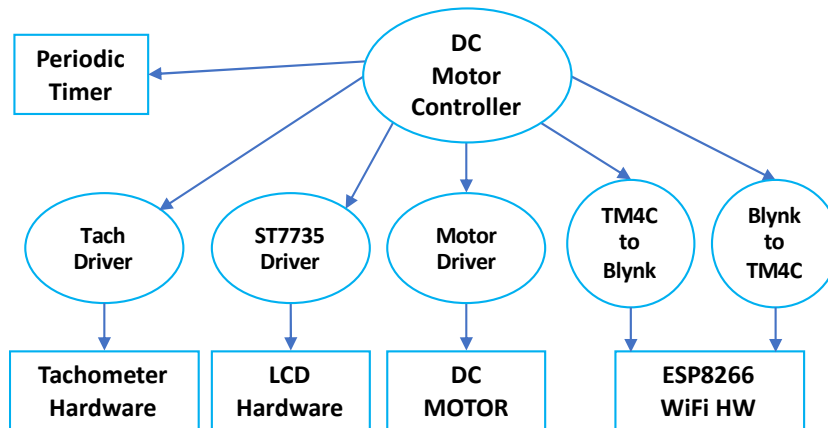 DC
Motor
Controller
Periodic
Timer
Tach
Driver
ST7735
Driver
Motor
Driver
TM4C
to
Blynk
Blynk
to
TM4C
Tachometer
Hardware
LCD
Hardware
DC
MOTOR
ESP8266
WiFi HW